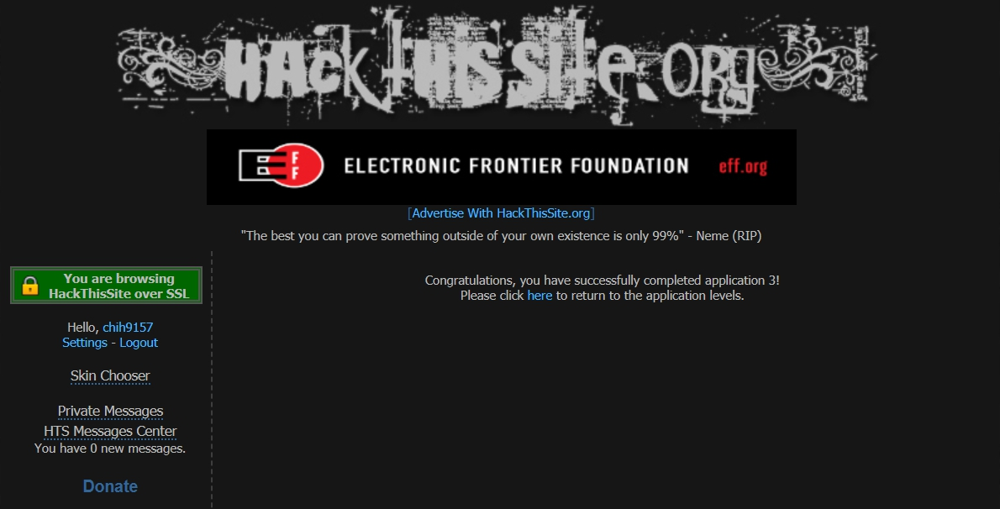 HackThisSite.org
EFF
ELECTRONIC FRONTIER FOUNDATION eff.org
[Advertise With HackThisSite.org]
"The best you can prove something outside of your own existence is only 99%" - Neme (RIP)
You are browsing
HackThisSite over SSL
Hello, chih9157
Settings - Logout
Skin Chooser
Private Messages
HTS Messages Center
You have 0 new messages.
Donate
Congratulations, you have successfully completed application 3!
Please click here to return to the application levels.